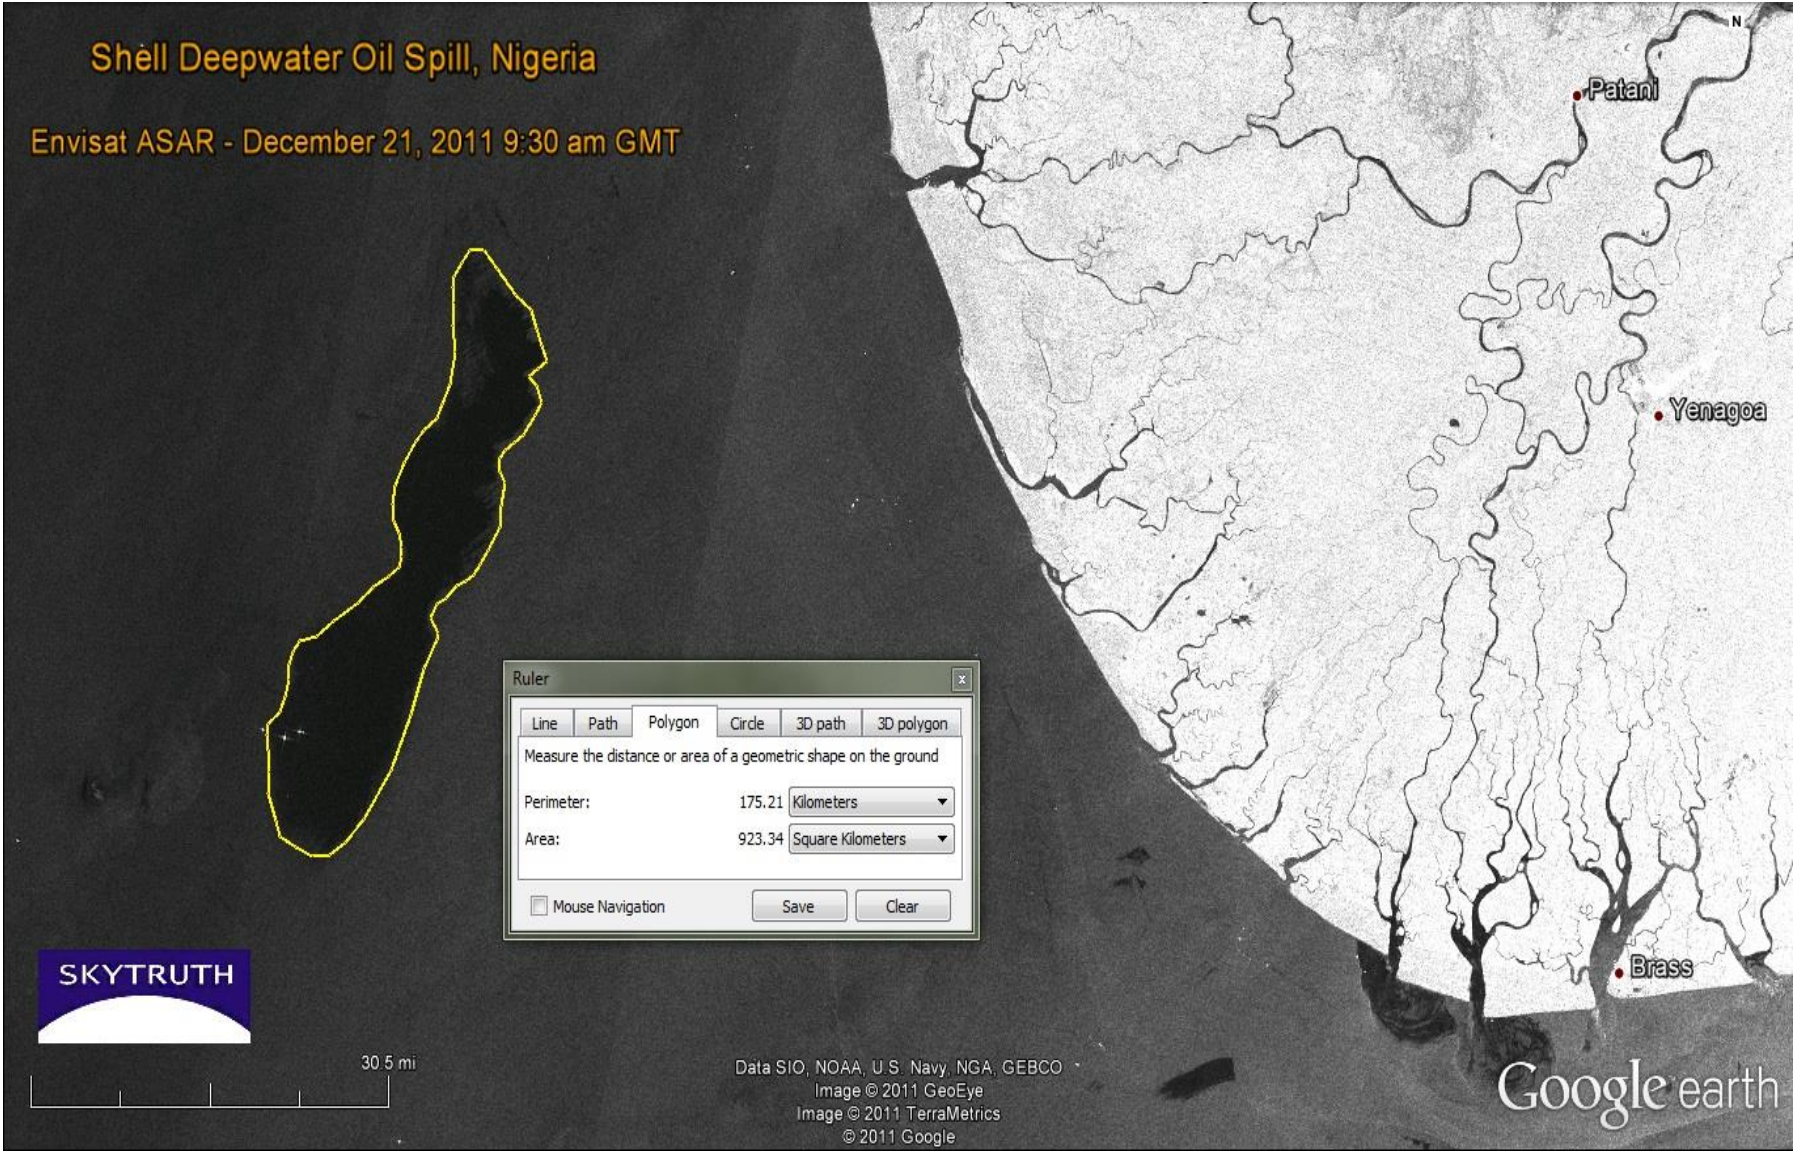 Shell Deepwater Oil Spill, Nigeria
Envisat ASAR - December 21, 2011 9:30 am GMT
N
Patani
Yenagoa
Ruler
x
Line Path Polygon Circle 3D path 3D polygon
Measure the distance or area of a geometric shape on the ground
Perimeter: 175.21 Kilometers
Area: 923.34 Square Kilometers
Mouse Navigation Save Clear
Brass
SKYTRUTH
30.5 mi
Data SIO, NOAA, U.S. Navy, NGA, GEBCO
Image © 2011 GeoEye
Image © 2011 TerraMetrics
© 2011 Google
Google earth